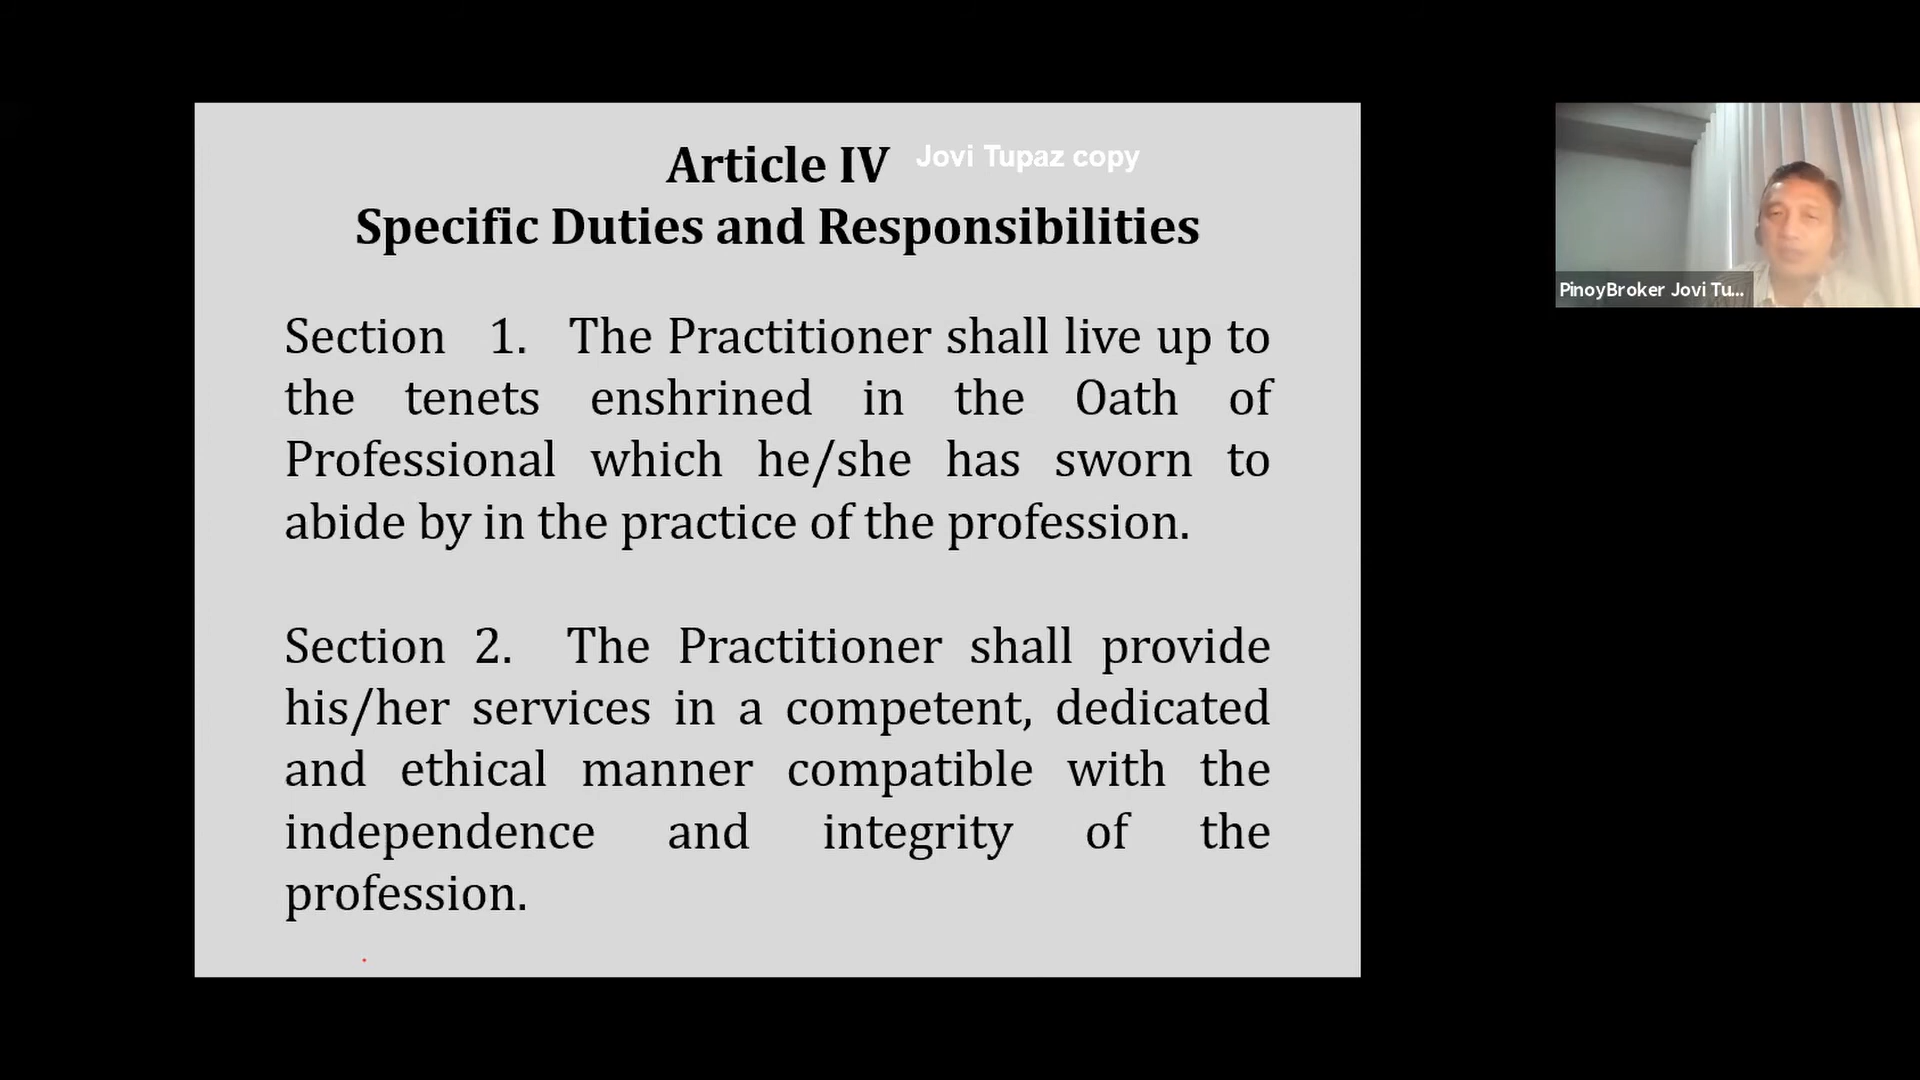 Article IV
Jovi Tupaz copy
Specific Duties and Responsibilities
Section 1. The Practitioner shall live up to
the tenets enshrined in the Oath of
Professional which he/she has sworn to
abide by in the practice of the profession.
Section 2. The Practitioner shall provide
his/her services in a competent, dedicated
and ethical manner compatible with the
independence and integrity of the
profession.
PinoyBroker Jovi Tu...